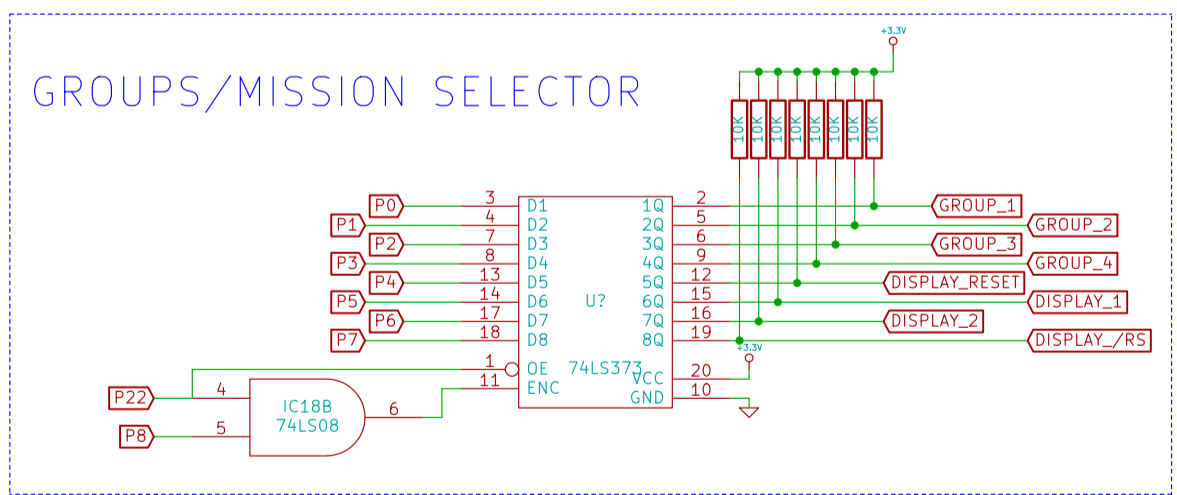 +3.3V
GROUPS/MISSION SELECTOR
10K 10K 10K 10K 10K 10K 10K 10K
P0 3 D1 1Q 2 GROUP_1
P1 4 D2 2Q 5 GROUP_2
P2 7 D3 3Q 6 GROUP_3
P3 8 D4 4Q 9 GROUP_4
P4 13 D5 5Q 12 DISPLAY_RESET
P5 14 D6 U? 6Q 15 DISPLAY_1
P6 17 D7 7Q 16 DISPLAY_2
P7 18 D8 8Q 19 DISPLAY_/RS
+3.3V
1 OE 74LS373 VCC 20
11 ENC GND 10
P22 4 IC18B 6
P8 5 74LS08